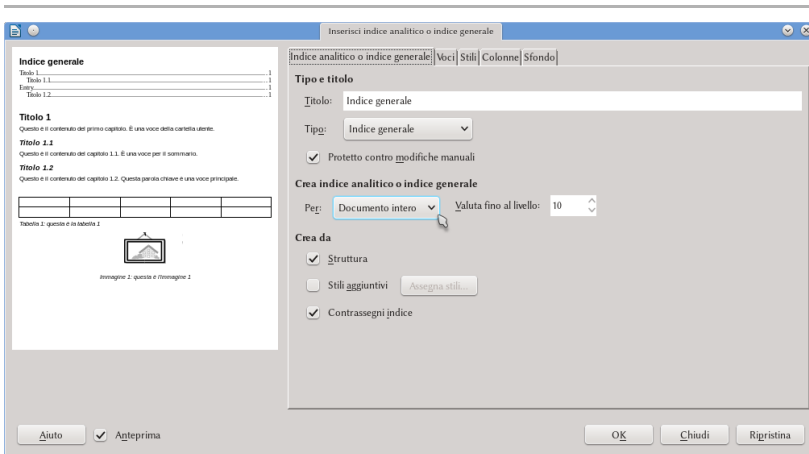 Inserisci indice analitico o indice generale
Indice generale
Titolo 1 1
Titolo 1.1 1
Entry 1
Titolo 1.2 1
Titolo 1
Questo è il contenuto del primo capitolo. È una voce della cartella utente.
Titolo 1.1
Questo è il contenuto del capitolo 1.1. È una voce per il sommario.
Titolo 1.2
Questo è il contenuto del capitolo 1.2. Questa parola chiave è una voce principale.
Tabella 1: questa è la tabella 1
Immagine 1: questa è l'immagine 1
Indice analitico o indice generale Voci Stili Colonne Sfondo
Tipo e titolo
Titolo: Indice generale
Tipo: Indice generale
Protetto contro modifiche manuali
Crea indice analitico o indice generale
Per: Documento intero Valuta fino al livello: 10
Crea da
Struttura
Stili aggiuntivi Assegna stili...
Contrassegni indice
Aiuto Anteprima OK Chiudi Ripristina